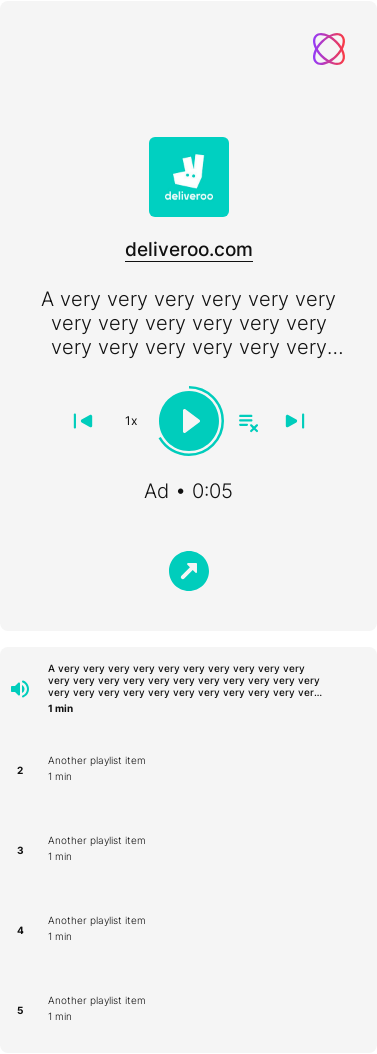 deliveroo
deliveroo.com
A very very very very very very
very very very very very very
very very very very very very...
1x
Ad • 0:05
A very very very very very very very very very very
very very very very very very very very very very very
very very very very very very very very very very ver...
1 min
2
Another playlist item
1 min
3
Another playlist item
1 min
4
Another playlist item
1 min
5
Another playlist item
1 min